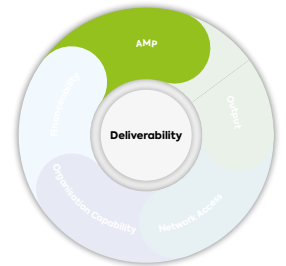 AMP
Output
Network Access
Organisation Capability
Deliverability